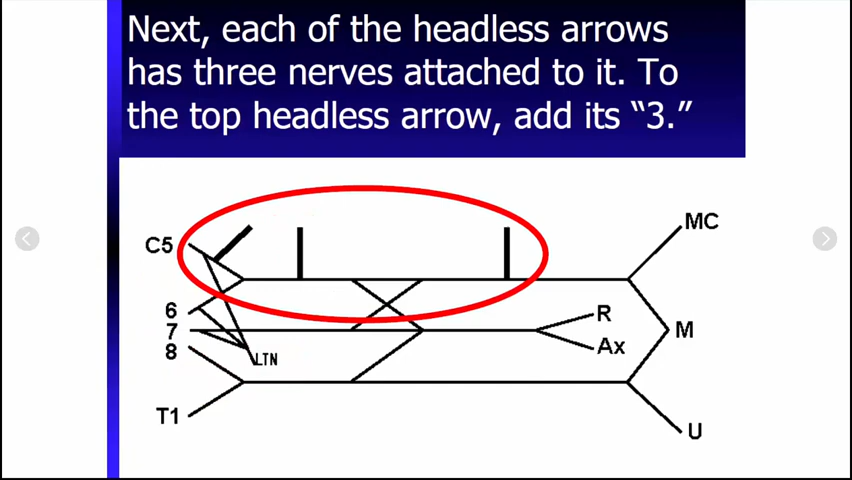 Next, each of the headless arrows
has three nerves attached to it. To
the top headless arrow, add its “3.”
MC
C5
6
R
7
M
8
Ax
LTN
T1
U